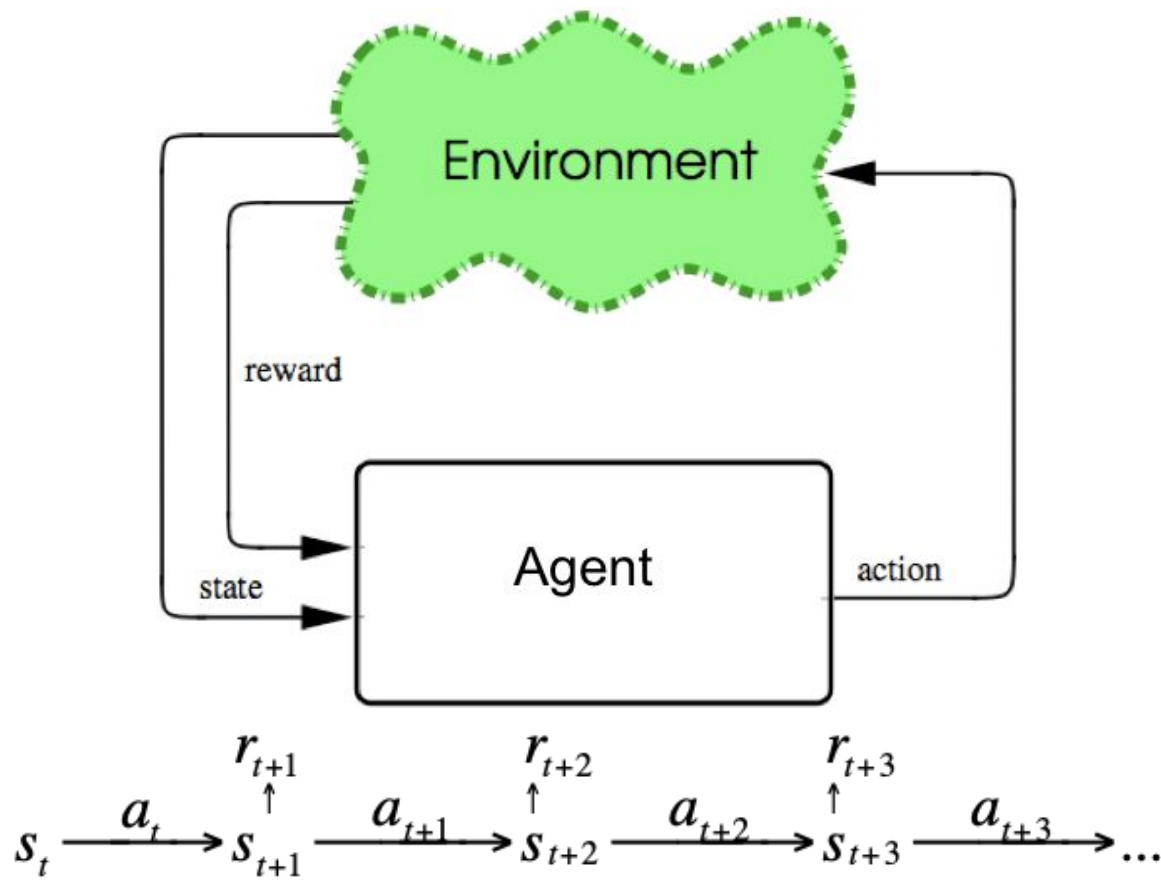 Environment
reward
Agent
action
state
r_{t+1} r_{t+2} r_{t+3}
↑ ↑ ↑
s_t a_t → s_{t+1} a_{t+1} → s_{t+2} a_{t+2} → s_{t+3} a_{t+3} → ...